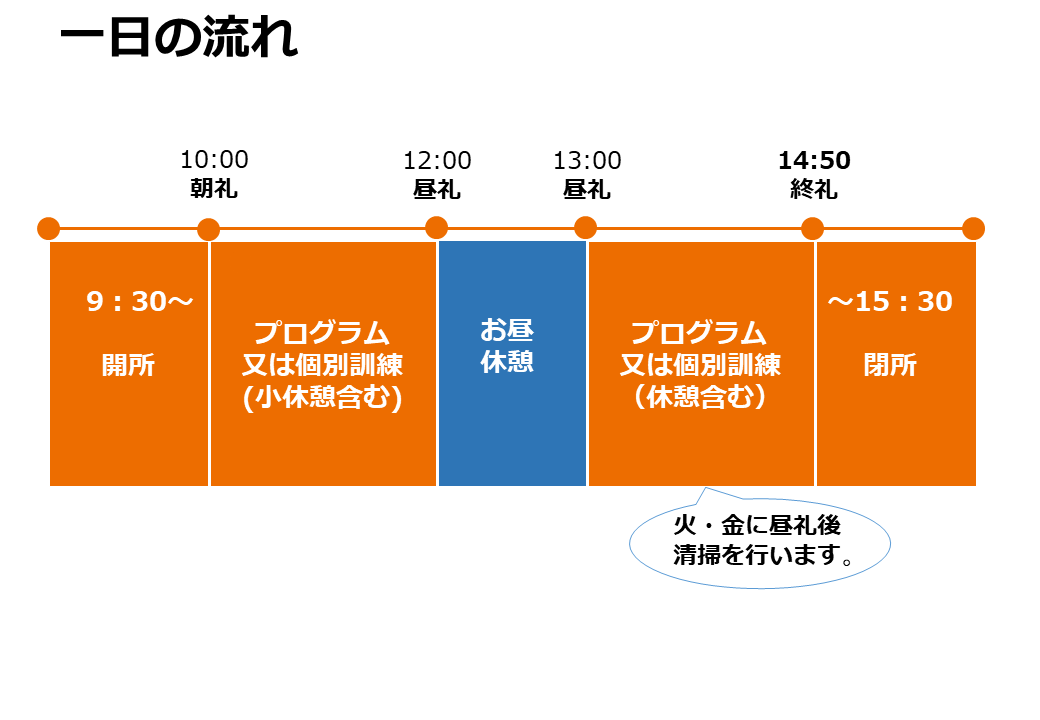 一日の流れ
10:00
朝礼
12:00
昼礼
13:00
昼礼
14:50
終礼
9：30～
開所
プログラム
又は個別訓練
(小休憩含む)
お昼
休憩
プログラム
又は個別訓練
（休憩含む）
～15：30
閉所
火・金に昼礼後
清掃を行います。